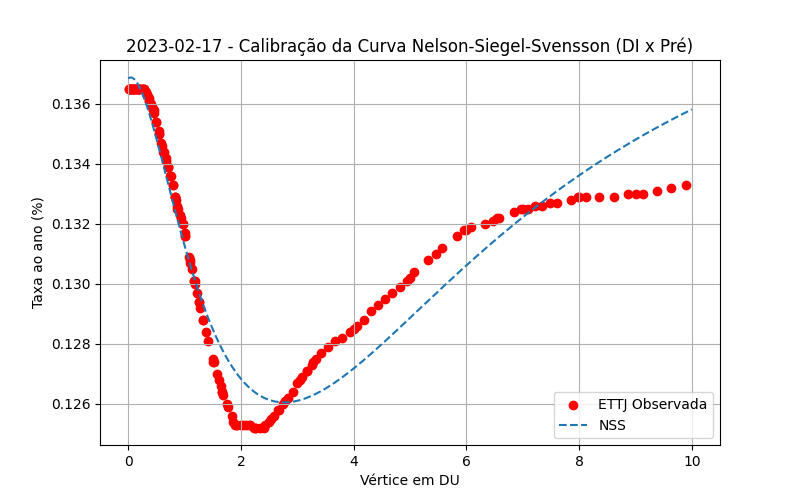 2023-02-17 - Calibração da Curva Nelson-Siegel-Svensson (DI x Pré)
Taxa ao ano (%)
0.136
0.134
0.132
0.130
0.128
0.126
ETTJ Observada
NSS
0 2 4 6 8 10
Vértice em DU